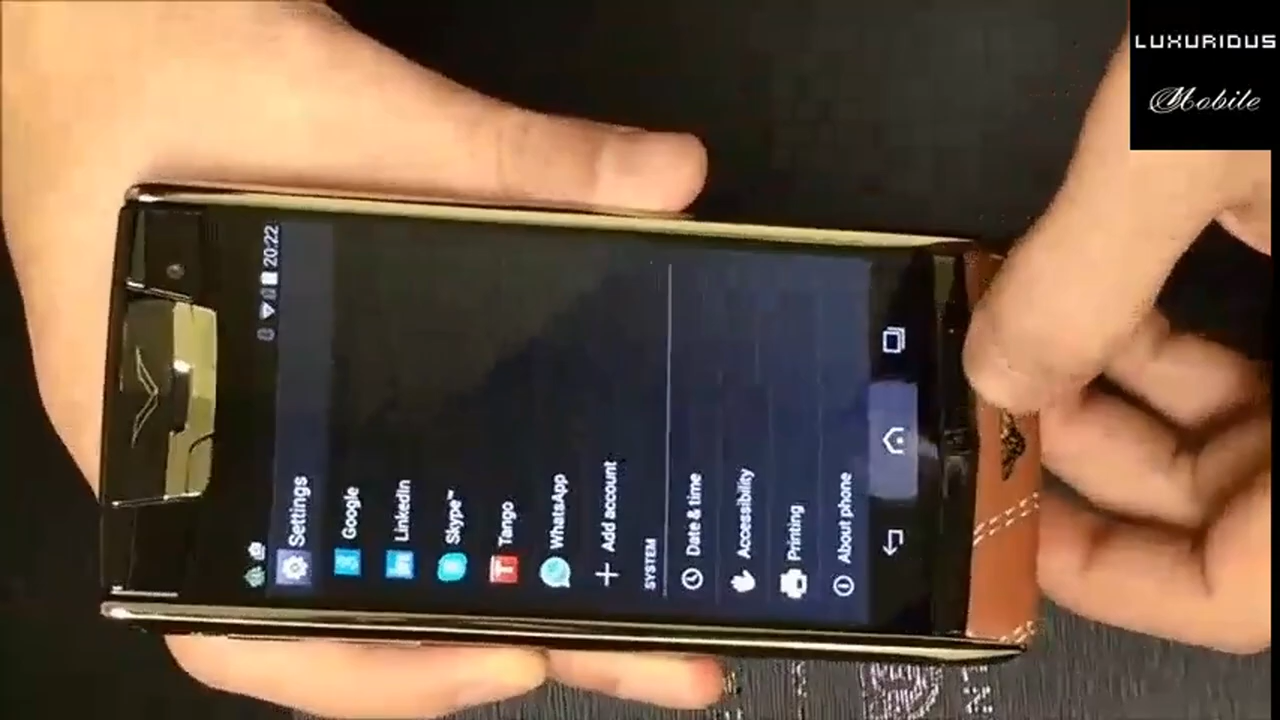 LUXURIOUS
Mobile
20:22
Settings
Google
LinkedIn
Skype™
Tango
WhatsApp
Add account
SYSTEM
Date & time
Accessibility
Printing
About phone